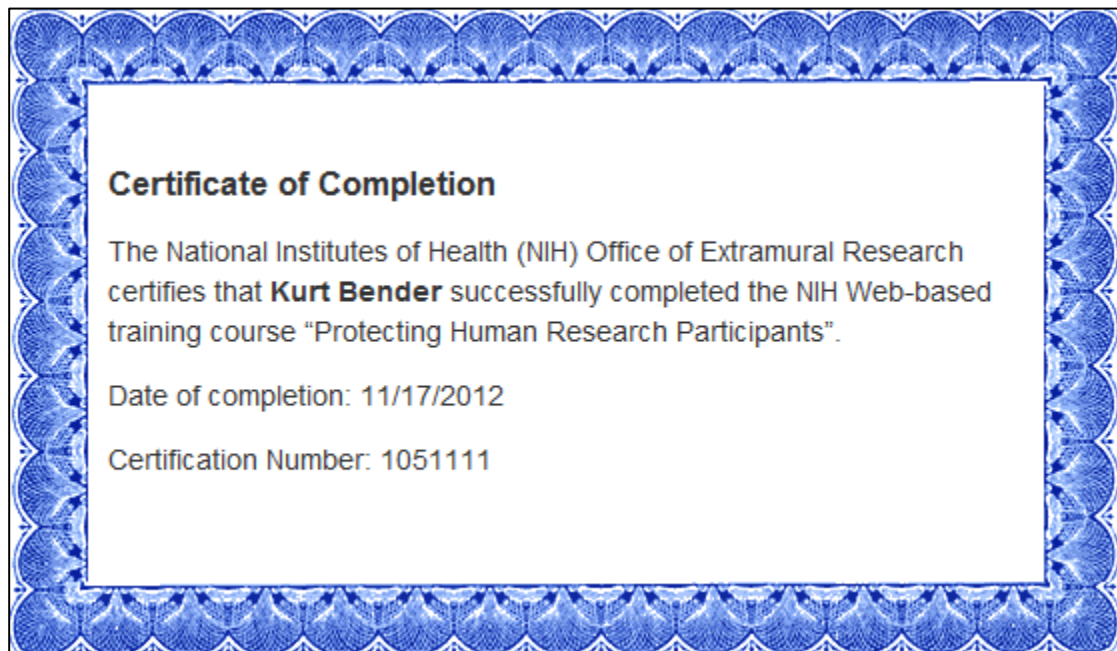 Certificate of Completion
The National Institutes of Health (NIH) Office of Extramural Research
certifies that Kurt Bender successfully completed the NIH Web-based
training course “Protecting Human Research Participants”.
Date of completion: 11/17/2012
Certification Number: 1051111